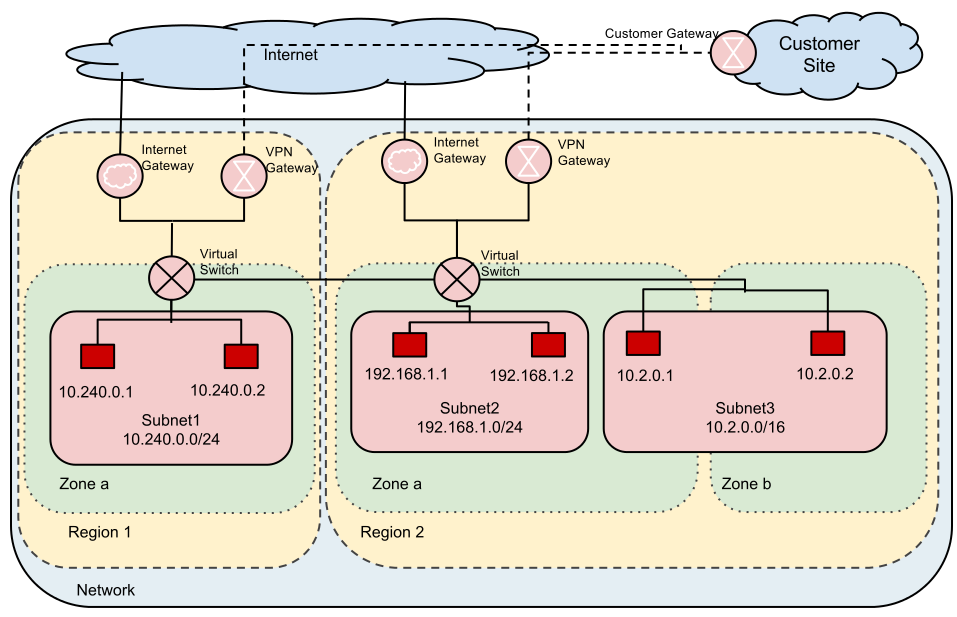 Internet
Customer Gateway
Customer
Site
Internet
Gateway
VPN
Gateway
Internet
Gateway
VPN
Gateway
Virtual
Switch
Virtual
Switch
10.240.0.1
10.240.0.2
Subnet1
10.240.0.0/24
192.168.1.1
192.168.1.2
Subnet2
192.168.1.0/24
10.2.0.1
10.2.0.2
Subnet3
10.2.0.0/16
Zone a
Zone a
Zone b
Region 1
Region 2
Network